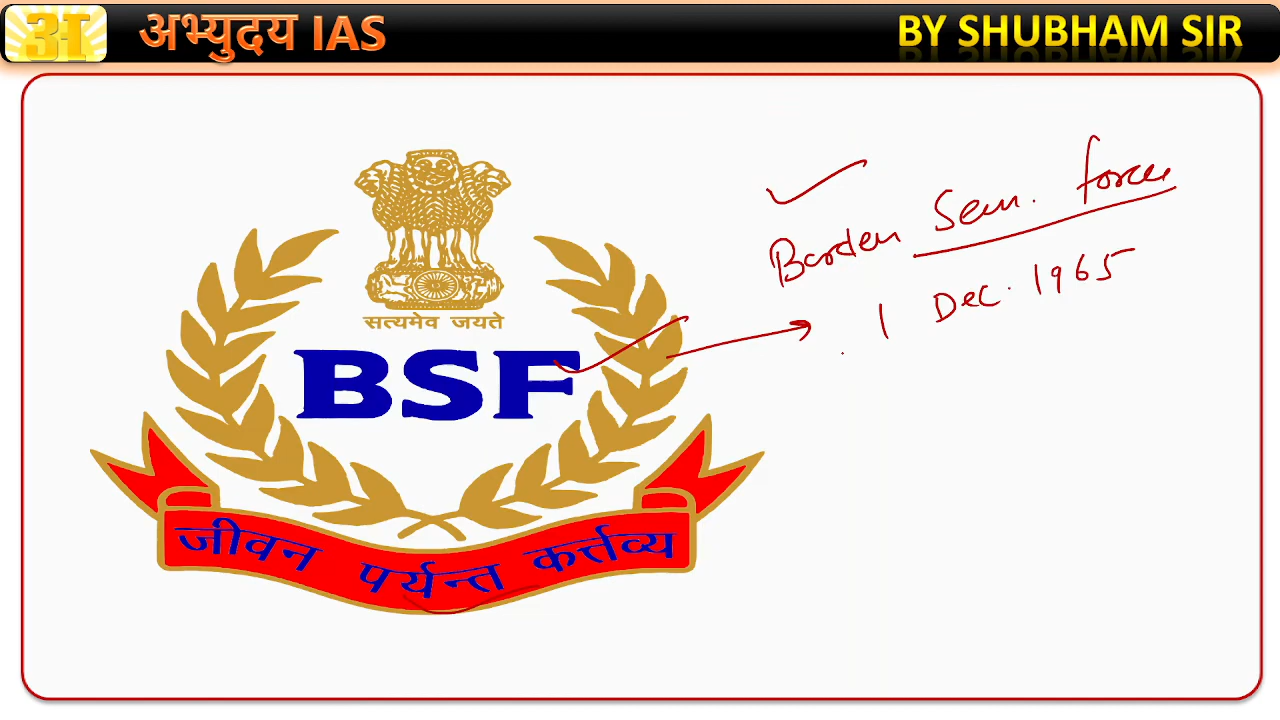 अभ्युदय IAS
BY SHUBHAM SIR
सत्यमेव जयते
BSF
जीवन पर्यन्त कर्त्तव्य
Border Secu. force
1 Dec. 1965